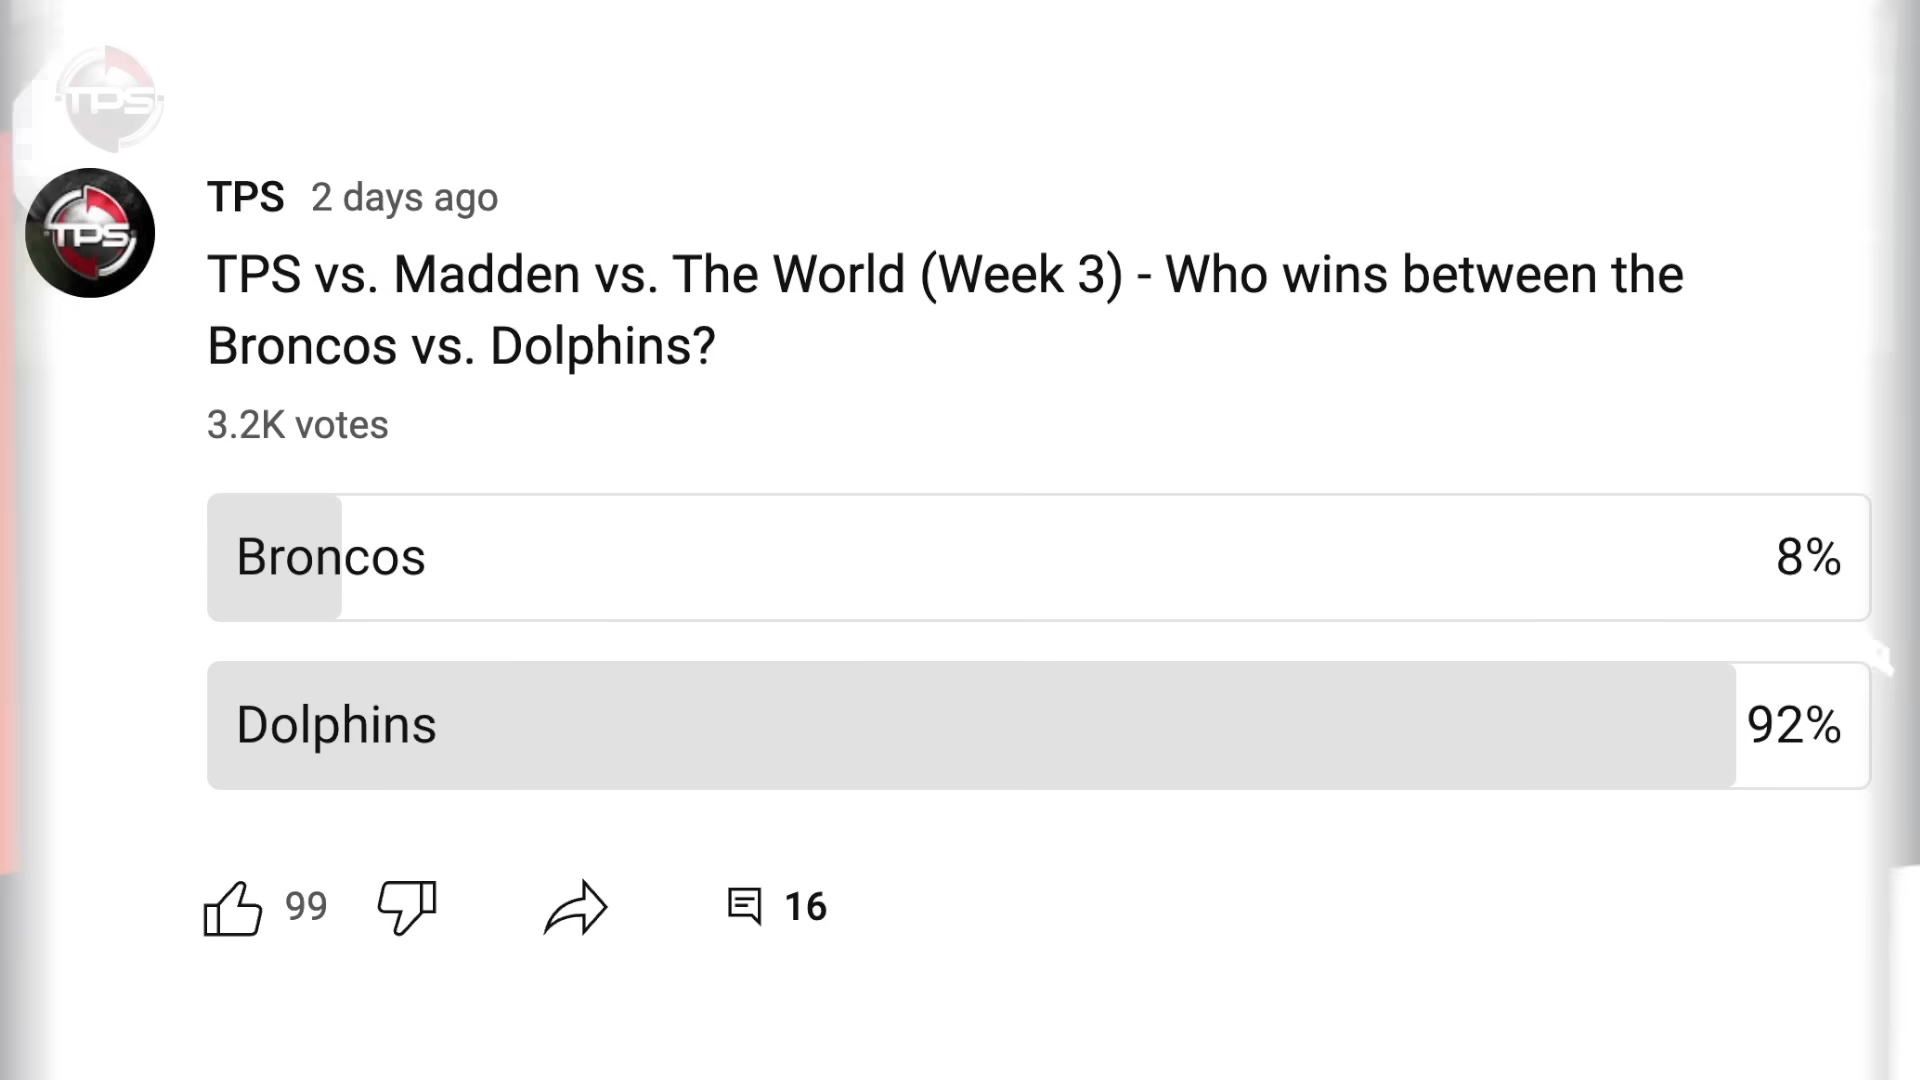 TPS
TPS
TPS 2 days ago
TPS vs. Madden vs. The World (Week 3) - Who wins between the
Broncos vs. Dolphins?
3.2K votes
Broncos 8%
Dolphins 92%
99 16